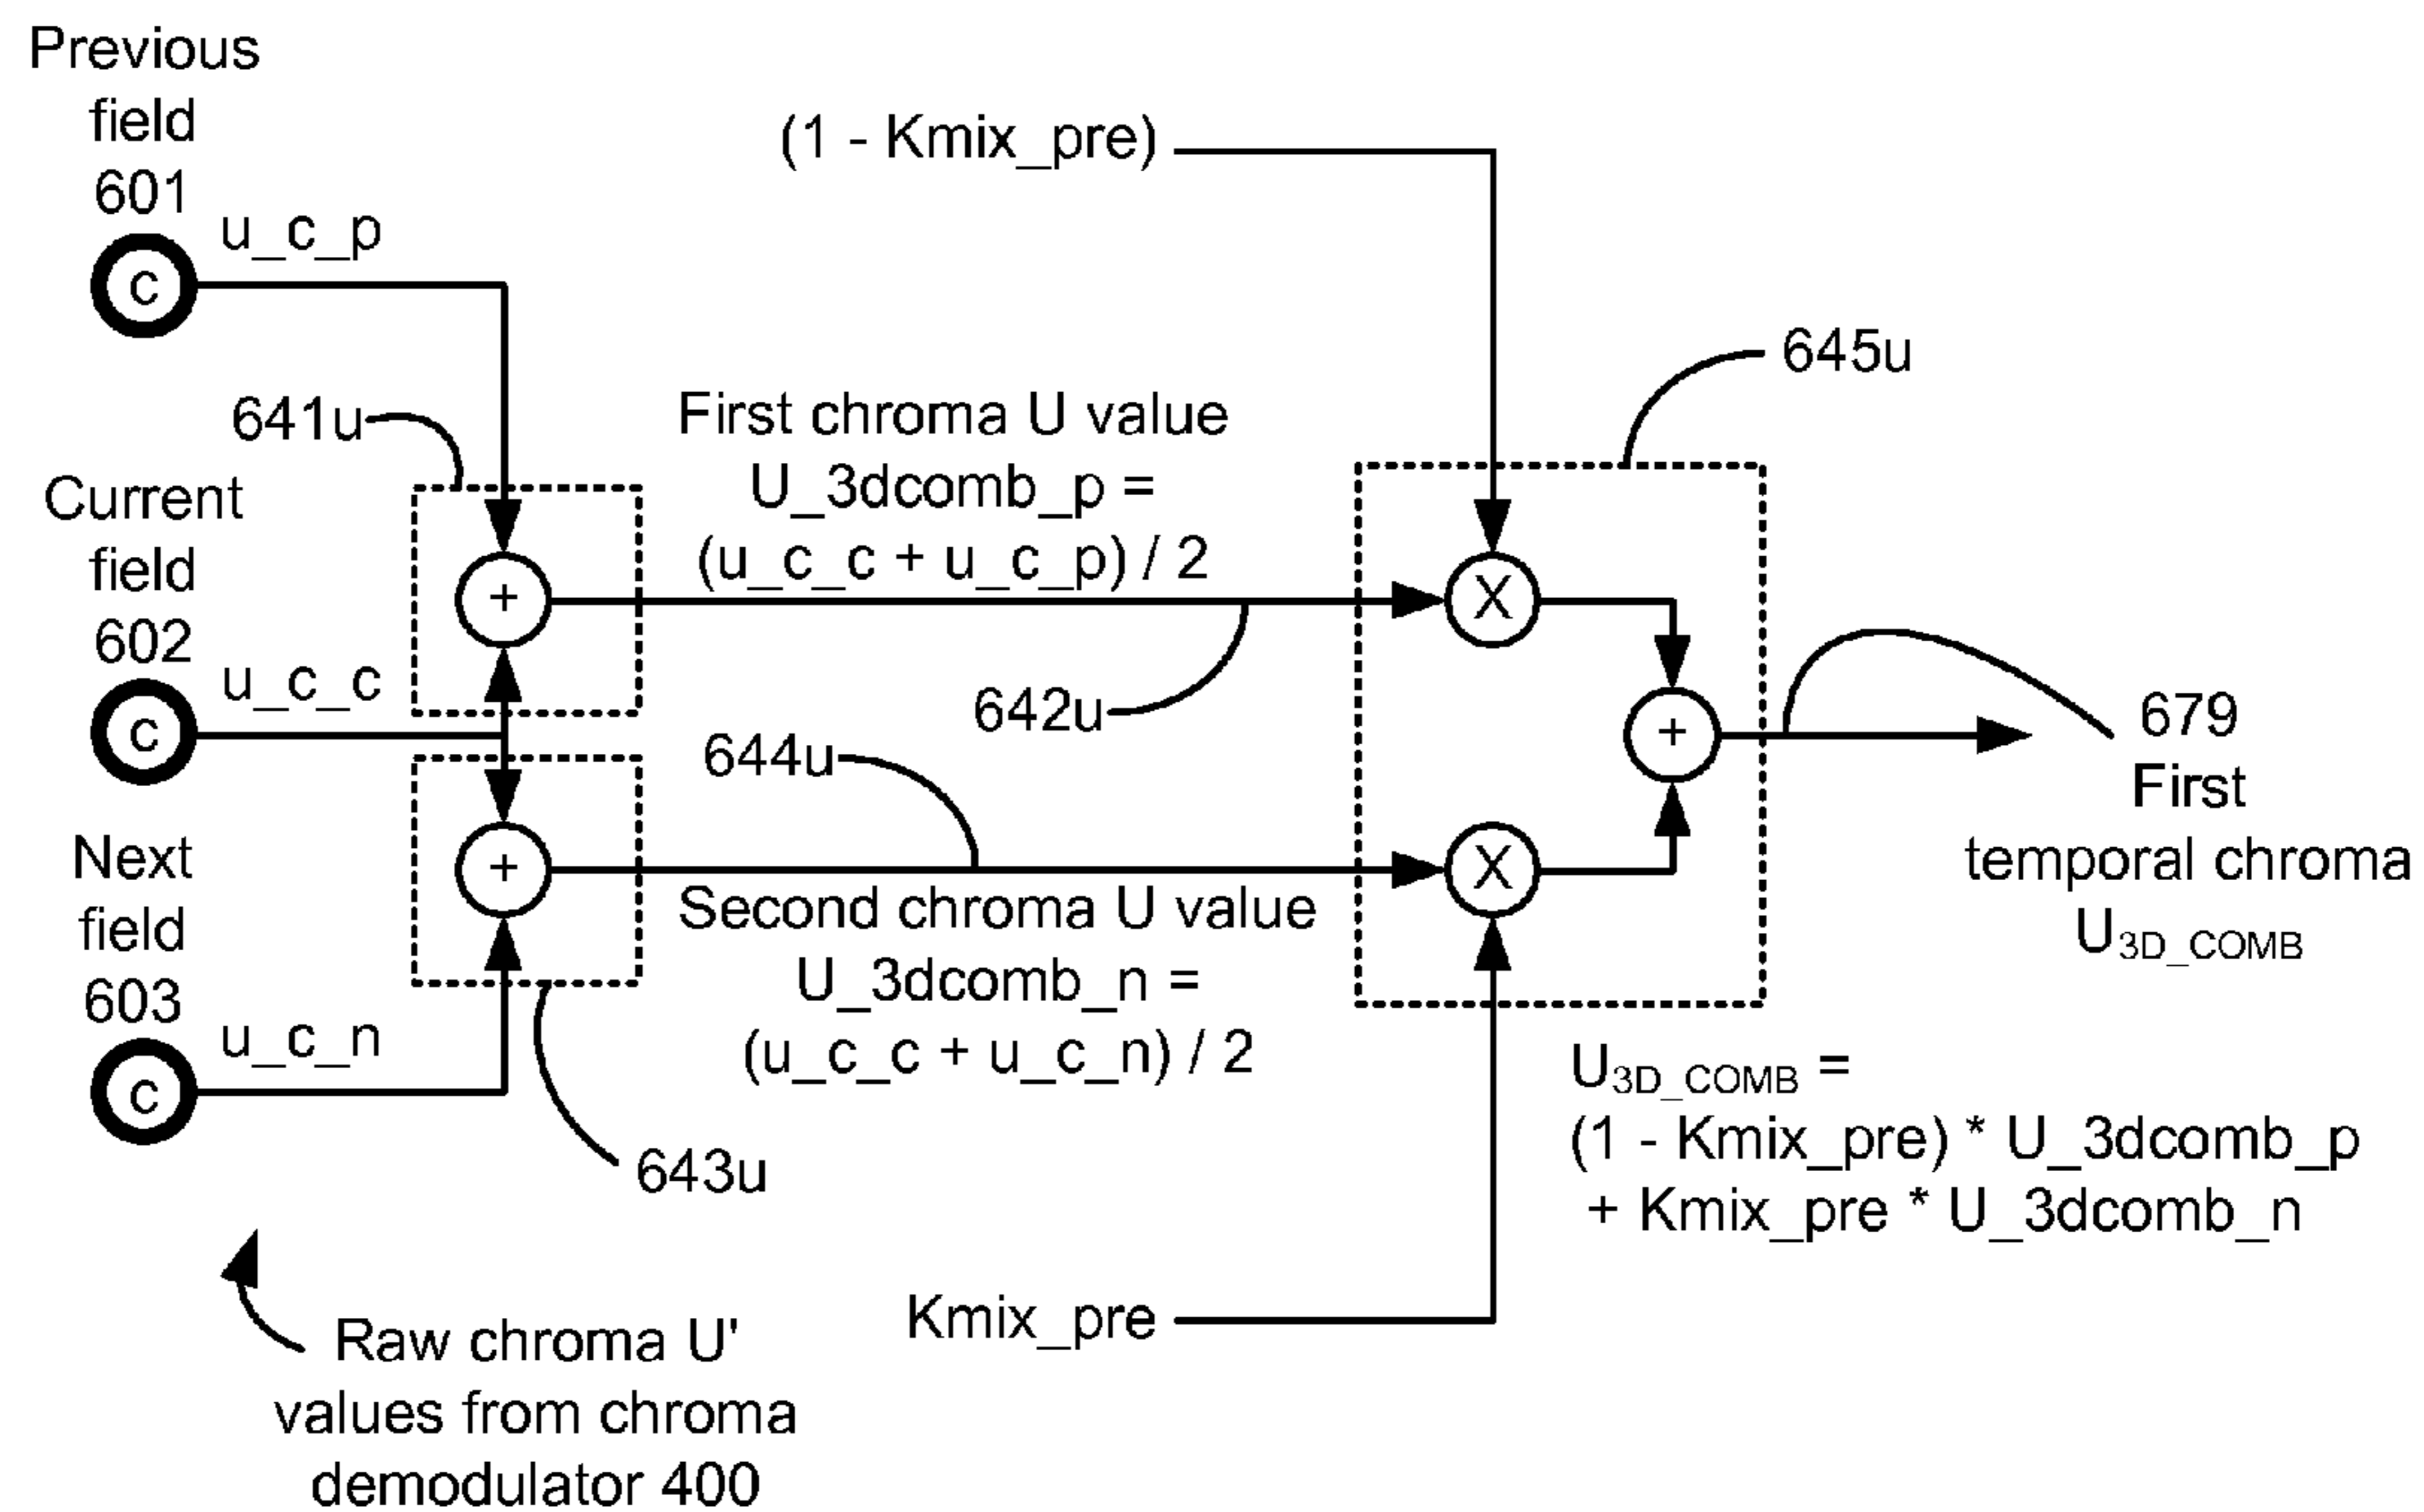 Previous
field
601
c
u_c_p
Current
field
602
c
u_c_c
Next
field
603
c
u_c_n
Raw chroma U'
values from chroma
demodulator 400
641u
+
+
643u
First chroma U value
U_3dcomb_p =
(u_c_c + u_c_p) / 2
642u
644u
Second chroma U value
U_3dcomb_n =
(u_c_c + u_c_n) / 2
(1 - Kmix_pre)
Kmix_pre
645u
X
X
+
679
First
temporal chroma
U3D_COMB
U3D_COMB =
(1 - Kmix_pre) * U_3dcomb_p
+ Kmix_pre * U_3dcomb_n